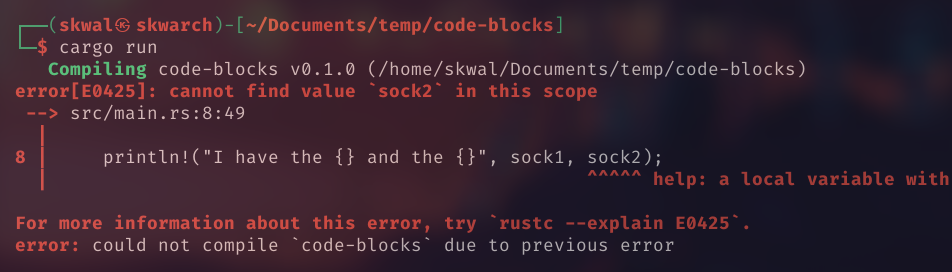 ┌──(skwal㉿skwarch)-[~/Documents/temp/code-blocks]
└─$ cargo run
   Compiling code-blocks v0.1.0 (/home/skwal/Documents/temp/code-blocks)
error[E0425]: cannot find value `sock2` in this scope
 --> src/main.rs:8:49
  |
8 |     println!("I have the {} and the {}", sock1, sock2);
  |                                                 ^^^^^ help: a local variable with
For more information about this error, try `rustc --explain E0425`.
error: could not compile `code-blocks` due to previous error